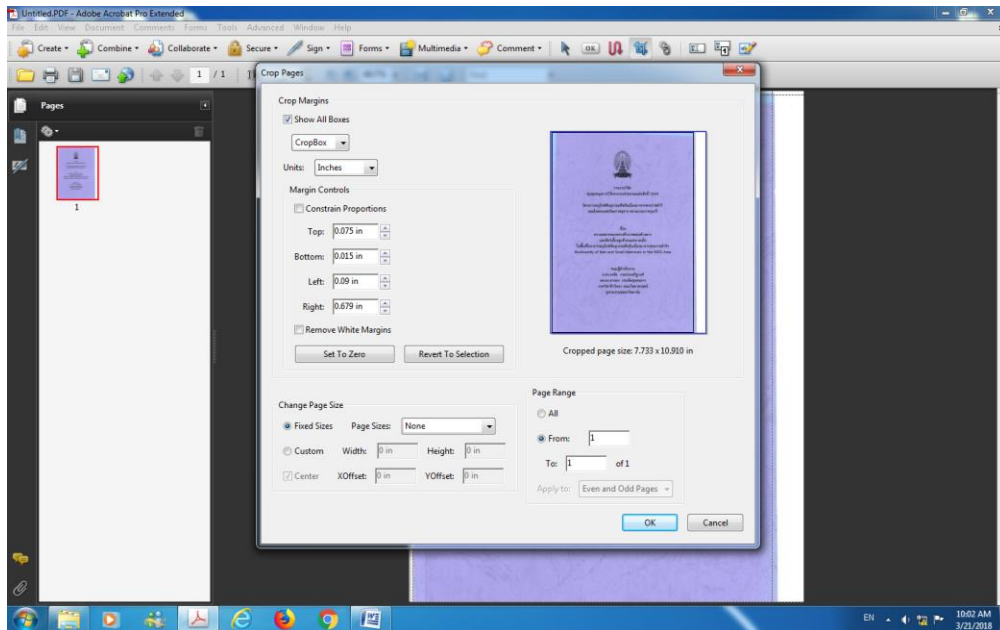 Untitled.PDF - Adobe Acrobat Pro Extended
File Edit View Document Comments Forms Tools Advanced Window Help
Create Combine Collaborate Secure Sign Forms Multimedia Comment
1 / 1
Crop Pages
Pages
1
Crop Margins
Show All Boxes
CropBox
Units: Inches
Margin Controls
Constrain Proportions
Top: 0.075 in
Bottom: 0.015 in
Left: 0.09 in
Right: 0.679 in
Remove White Margins
Set To Zero Revert To Selection
Cropped page size: 7.733 x 10.910 in
Change Page Size
Fixed Sizes Page Sizes: None
Custom Width: 0 in Height: 0 in
Center XOffset: 0 in YOffset: 0 in
Page Range
All
From: 1
To: 1 of 1
Apply to: Even and Odd Pages
OK Cancel
EN 10:02 AM
3/21/2018